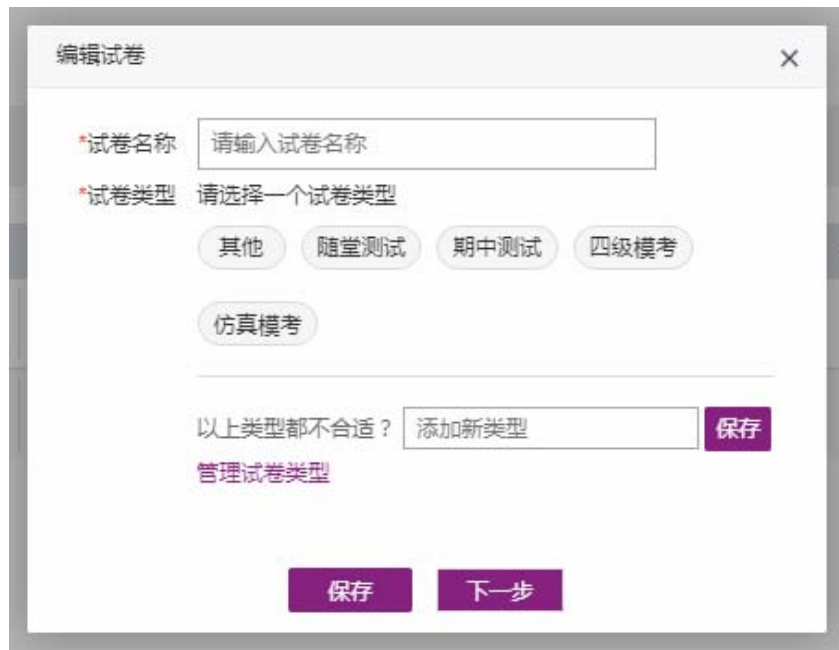 编辑试卷 ×
*试卷名称 请输入试卷名称
*试卷类型 请选择一个试卷类型
其他 随堂测试 期中测试 四级模考
仿真模考
以上类型都不合适？ 添加新类型 保存
管理试卷类型
保存 下一步